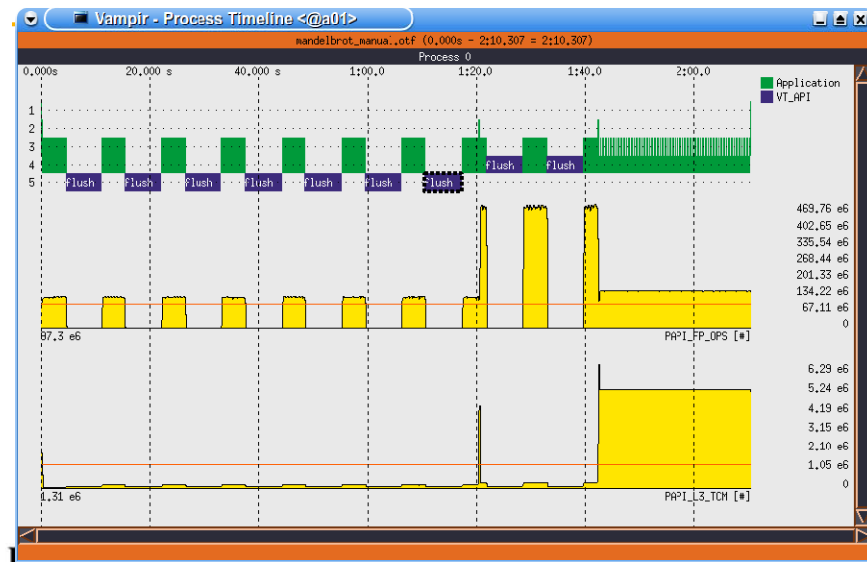 Vampir - Process Timeline <@a01>
mandelbrot_manual.otf (0.000s - 2:10.307 = 2:10.307)
Process 0
0.000s 20.000 s 40.000 s 1:00.0 1:20.0 1:40.0 2:00.0
Application
VT_API
1
2
3
4
flush flush
5
flush flush flush flush flush flush flush
469.76 e6
402.65 e6
335.54 e6
268.44 e6
201.33 e6
134.22 e6
67.11 e6
0
87.3 e6 PAPI_FP_OPS [#]
6.29 e6
5.24 e6
4.19 e6
3.15 e6
2.10 e6
1.05 e6
0
1.31 e6 PAPI_L3_TCM [#]